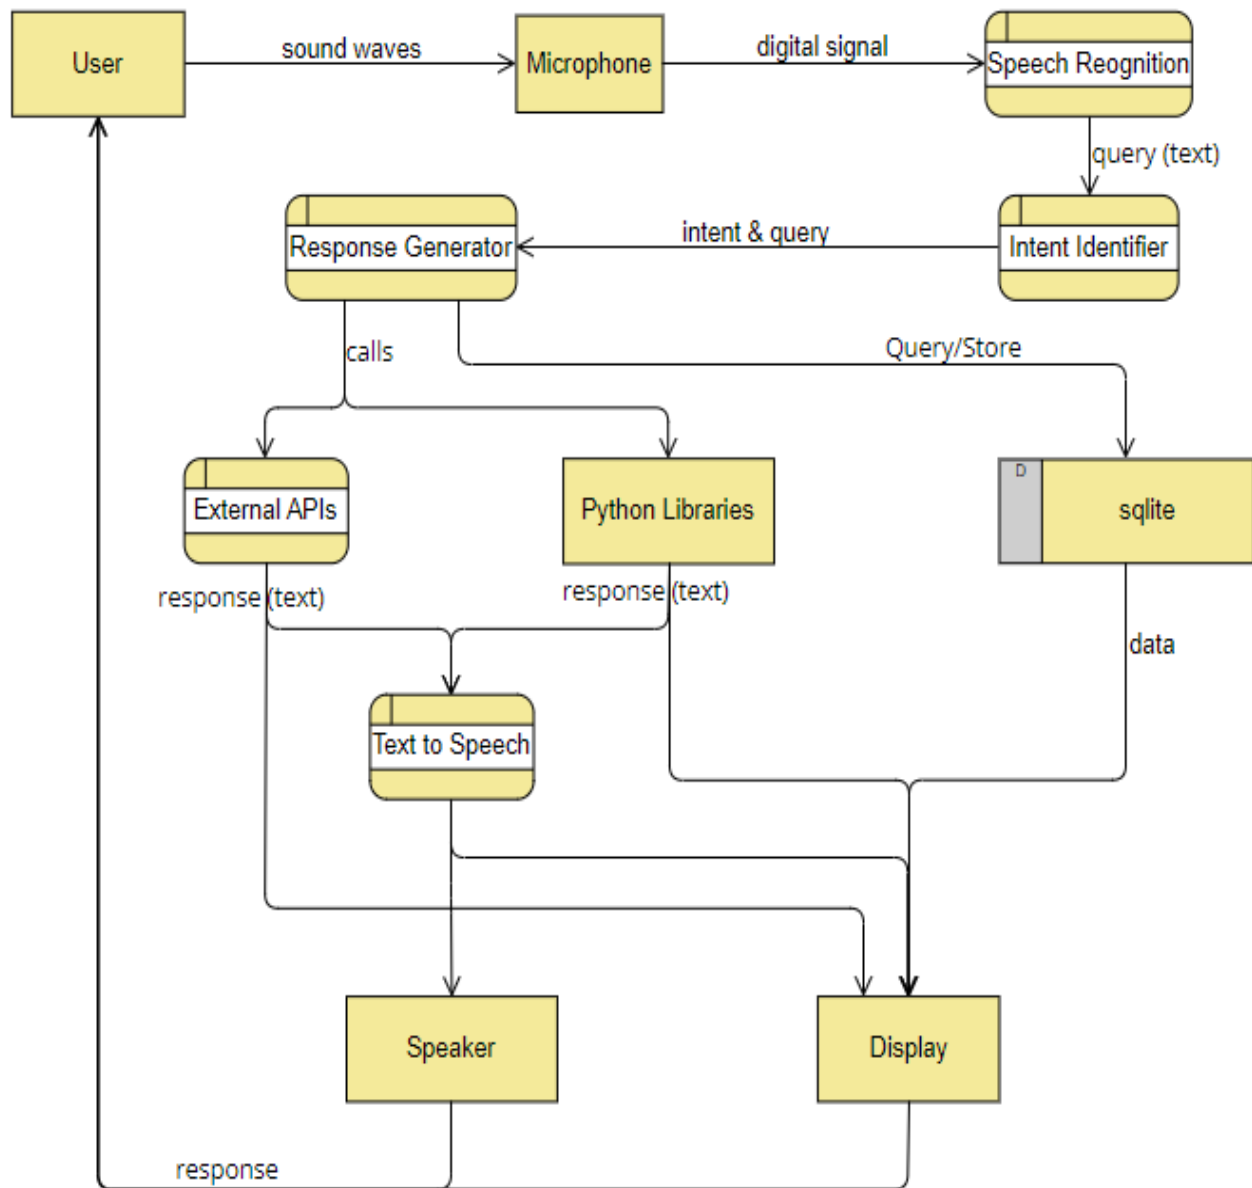 User
sound waves
Microphone
digital signal
Speech Reognition
query (text)
Response Generator
intent & query
Intent Identifier
calls
Query/Store
External APIs
Python Libraries
D
sqlite
response (text)
response (text)
data
Text to Speech
Speaker
Display
response